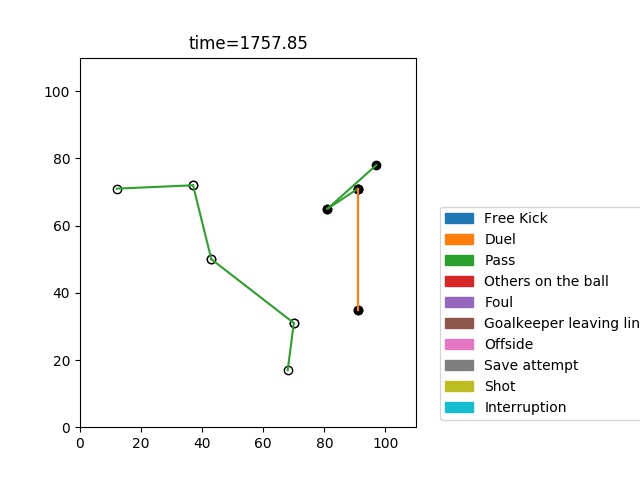 time=1757.85
100
80
60
40
20
0
0 20 40 60 80 100
Free Kick
Duel
Pass
Others on the ball
Foul
Goalkeeper leaving lin
Offside
Save attempt
Shot
Interruption